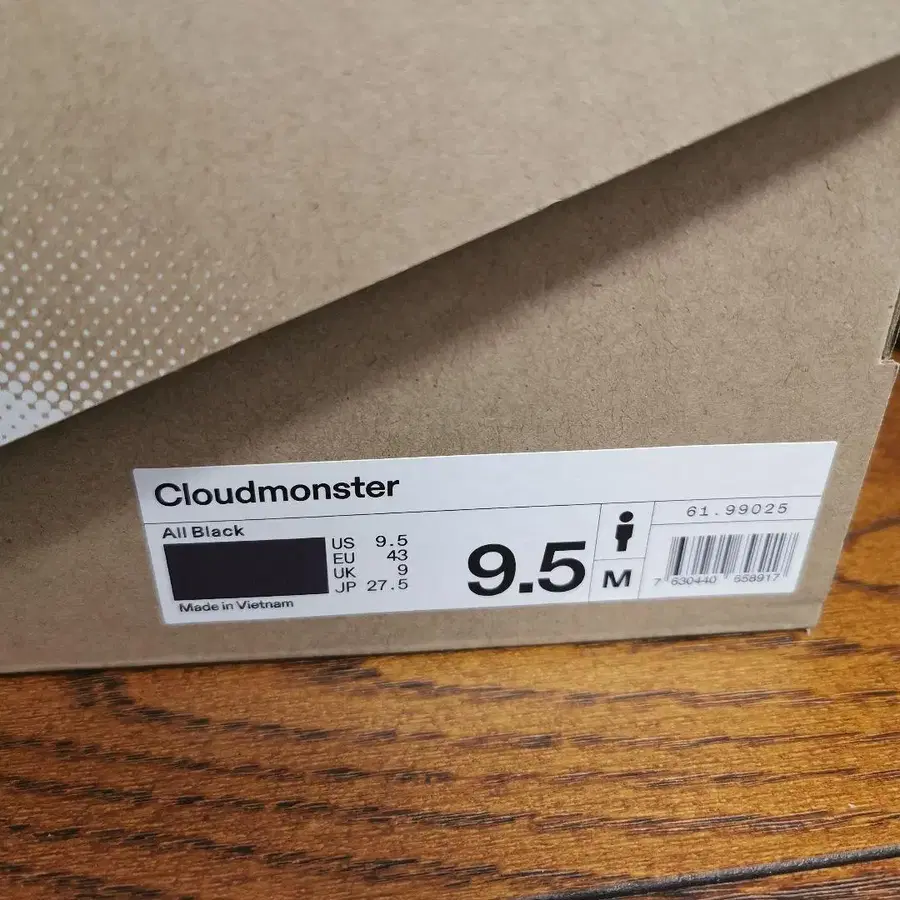 Cloudmonster
All Black
US 9.5
EU 43
UK 9
JP 27.5
Made in Vietnam
9.5
M
61.99025
7 630440 658917